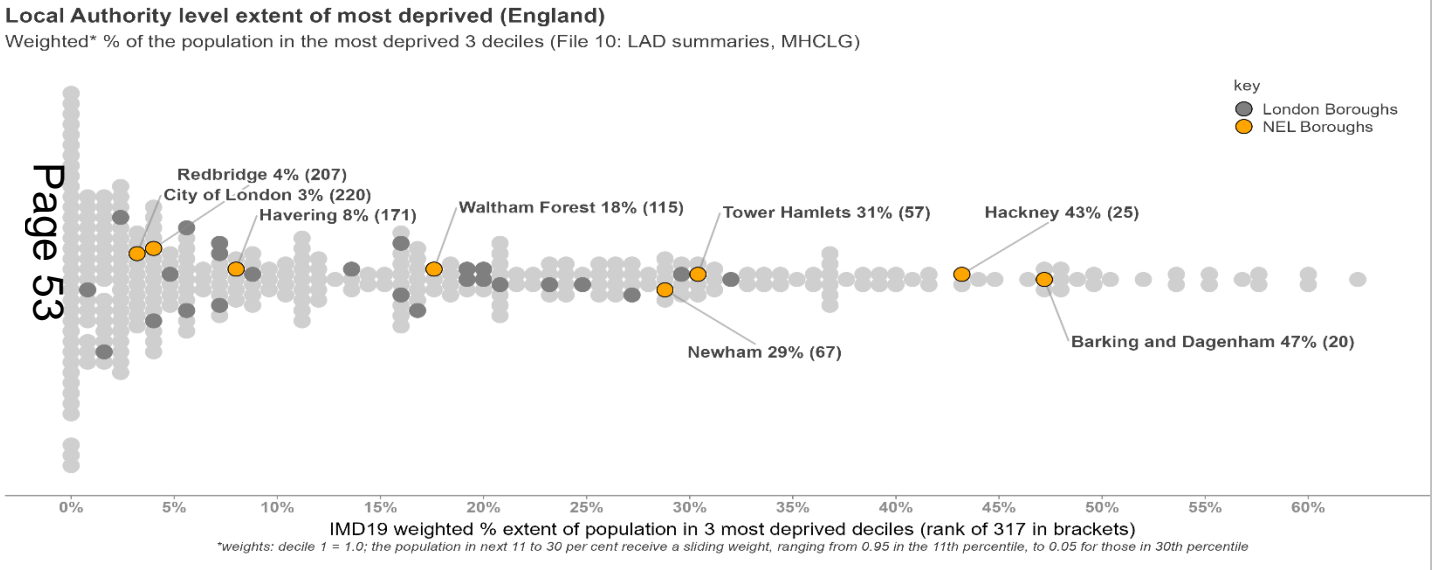 Local Authority level extent of most deprived (England)
Weighted* % of the population in the most deprived 3 deciles (File 10: LAD summaries, MHCLG)
key
London Boroughs
NEL Boroughs
Page 53
Redbridge 4% (207)
City of London 3% (220)
Havering 8% (171)
Waltham Forest 18% (115)
Tower Hamlets 31% (57)
Hackney 43% (25)
Newham 29% (67)
Barking and Dagenham 47% (20)
0% 5% 10% 15% 20% 25% 30% 35% 40% 45% 50% 55% 60%
IMD19 weighted % extent of population in 3 most deprived deciles (rank of 317 in brackets)
*weights: decile 1 = 1.0; the population in next 11 to 30 per cent receive a sliding weight, ranging from 0.95 in the 11th percentile, to 0.05 for those in 30th percentile